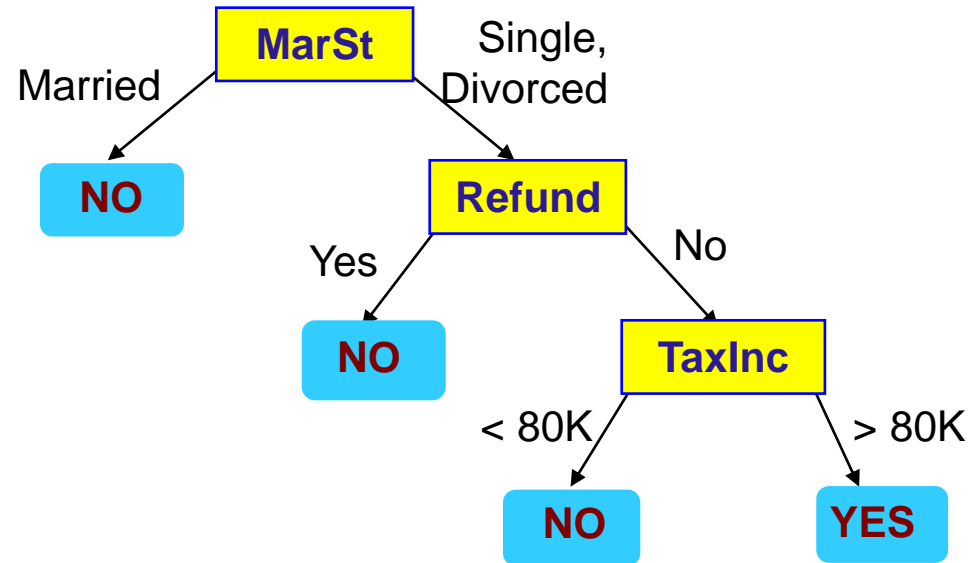 MarSt
Single,
Divorced
Married
NO
Refund
Yes
No
NO
TaxInc
< 80K
> 80K
NO
YES